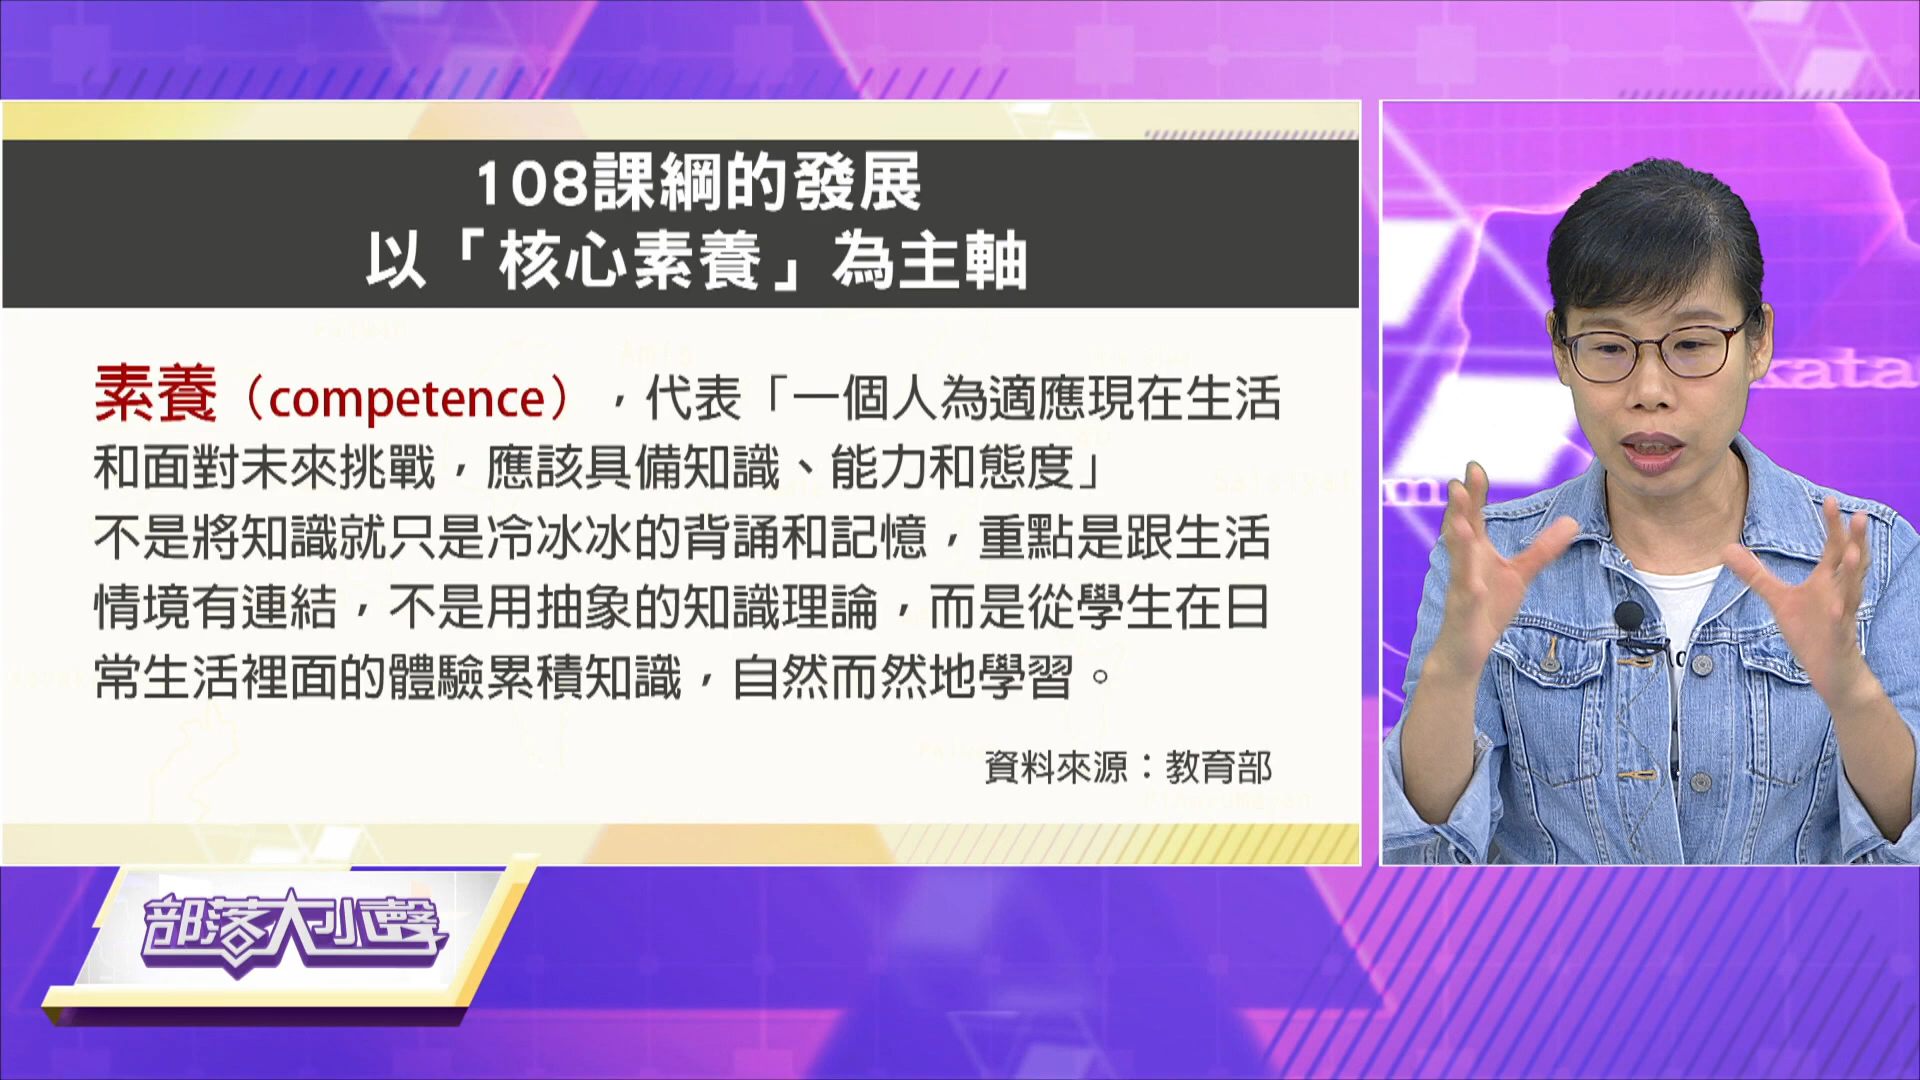 108課綱的發展
以「核心素養」為主軸
素養（competence），代表「一個人為適應現在生活
和面對未來挑戰，應該具備知識、能力和態度」
不是將知識就只是冷冰冰的背誦和記憶，重點是跟生活
情境有連結，不是用抽象的知識理論，而是從學生在日
常生活裡面的體驗累積知識，自然而然地學習。
資料來源：教育部
kata
m
部落大小聲